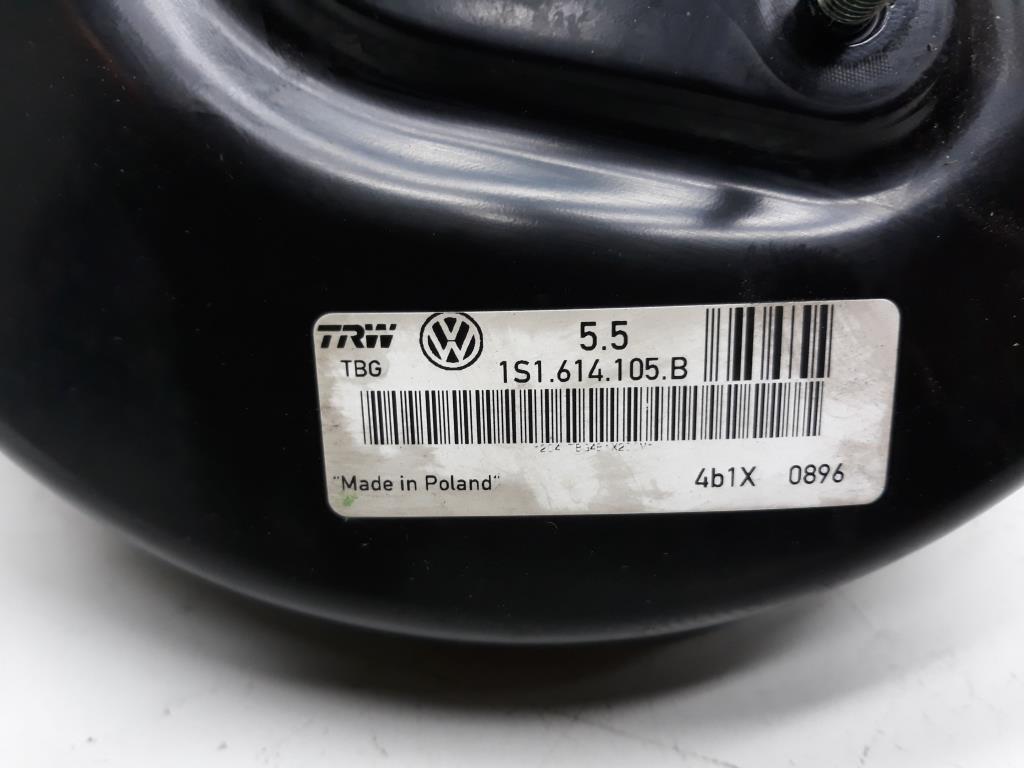 TRW 5.5
TBG 1S1.614.105.B
"Made in Poland" 4b1X 0896